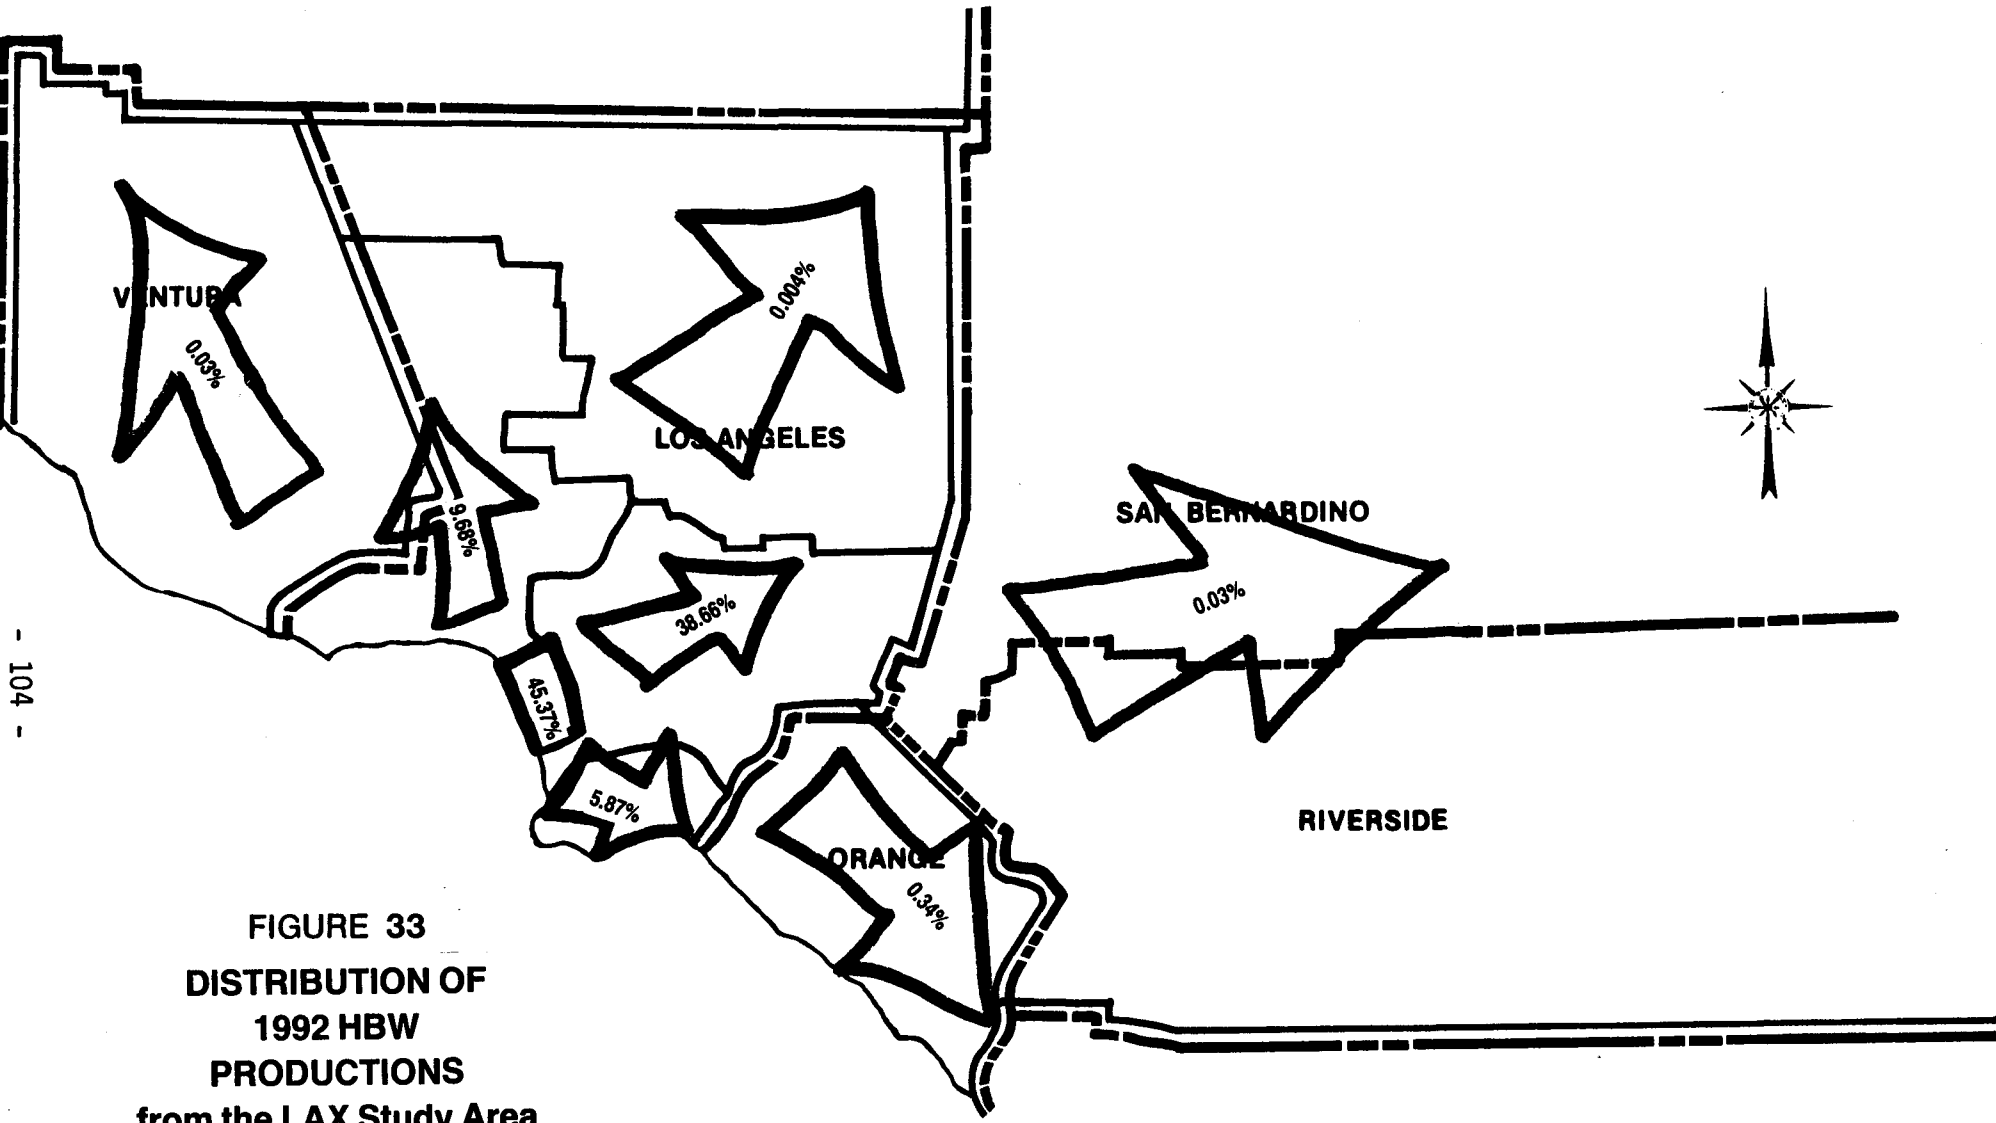 VENTURA
0.03%
0.004%
LOS ANGELES
9.68%
38.66%
45.37%
5.87%
SAN BERNARDINO
0.03%
RIVERSIDE
ORANGE
0.34%
- 104 -
FIGURE 33
DISTRIBUTION OF
1992 HBW
PRODUCTIONS
from the LAX Study Area